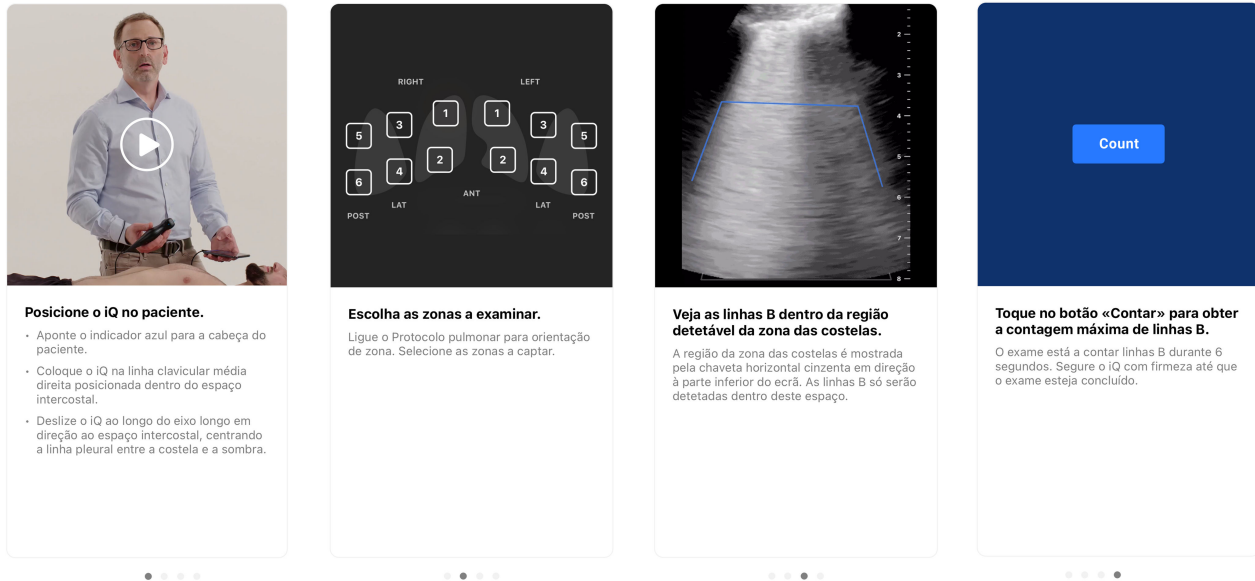 Posicione o iQ no paciente.
• Aponte o indicador azul para a cabeça do
paciente.
• Coloque o iQ na linha clavicular média
direita posicionada dentro do espaço
intercostal.
• Deslize o iQ ao longo do eixo longo em
direção ao espaço intercostal, centrando
a linha pleural entre a costela e a sombra.
RIGHT LEFT
1 1
3 3
5 5
2 2
4 4
6 6
ANT
LAT LAT
POST POST
Escolha as zonas a examinar.
Ligue o Protocolo pulmonar para orientação
de zona. Selecione as zonas a captar.
2
3
4
5
6
7
8
Veja as linhas B dentro da região
detetável da zona das costelas.
A região da zona das costelas é mostrada
pela chaveta horizontal cinzenta em direção
à parte inferior do ecrã. As linhas B só serão
detetadas dentro deste espaço.
Count
Toque no botão «Contar» para obter
a contagem máxima de linhas B.
O exame está a contar linhas B durante 6
segundos. Segure o iQ com firmeza até que
o exame esteja concluído.